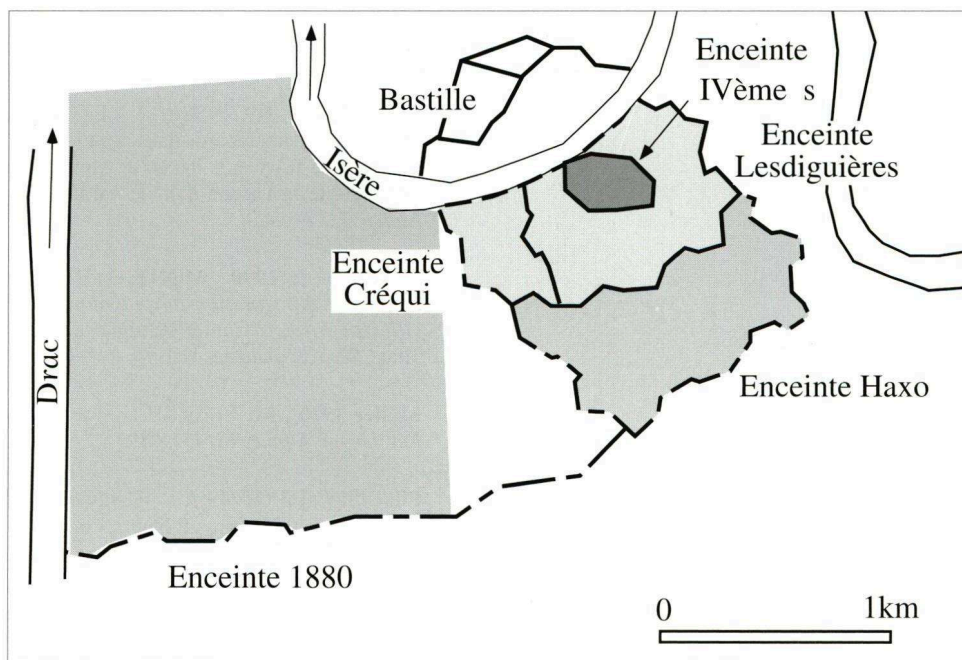 Enceinte
IVème s
Bastille
Enceinte
Lesdiguières
Isère
Enceinte
Créqui
Drac
Enceinte Haxo
Enceinte 1880
0 1km